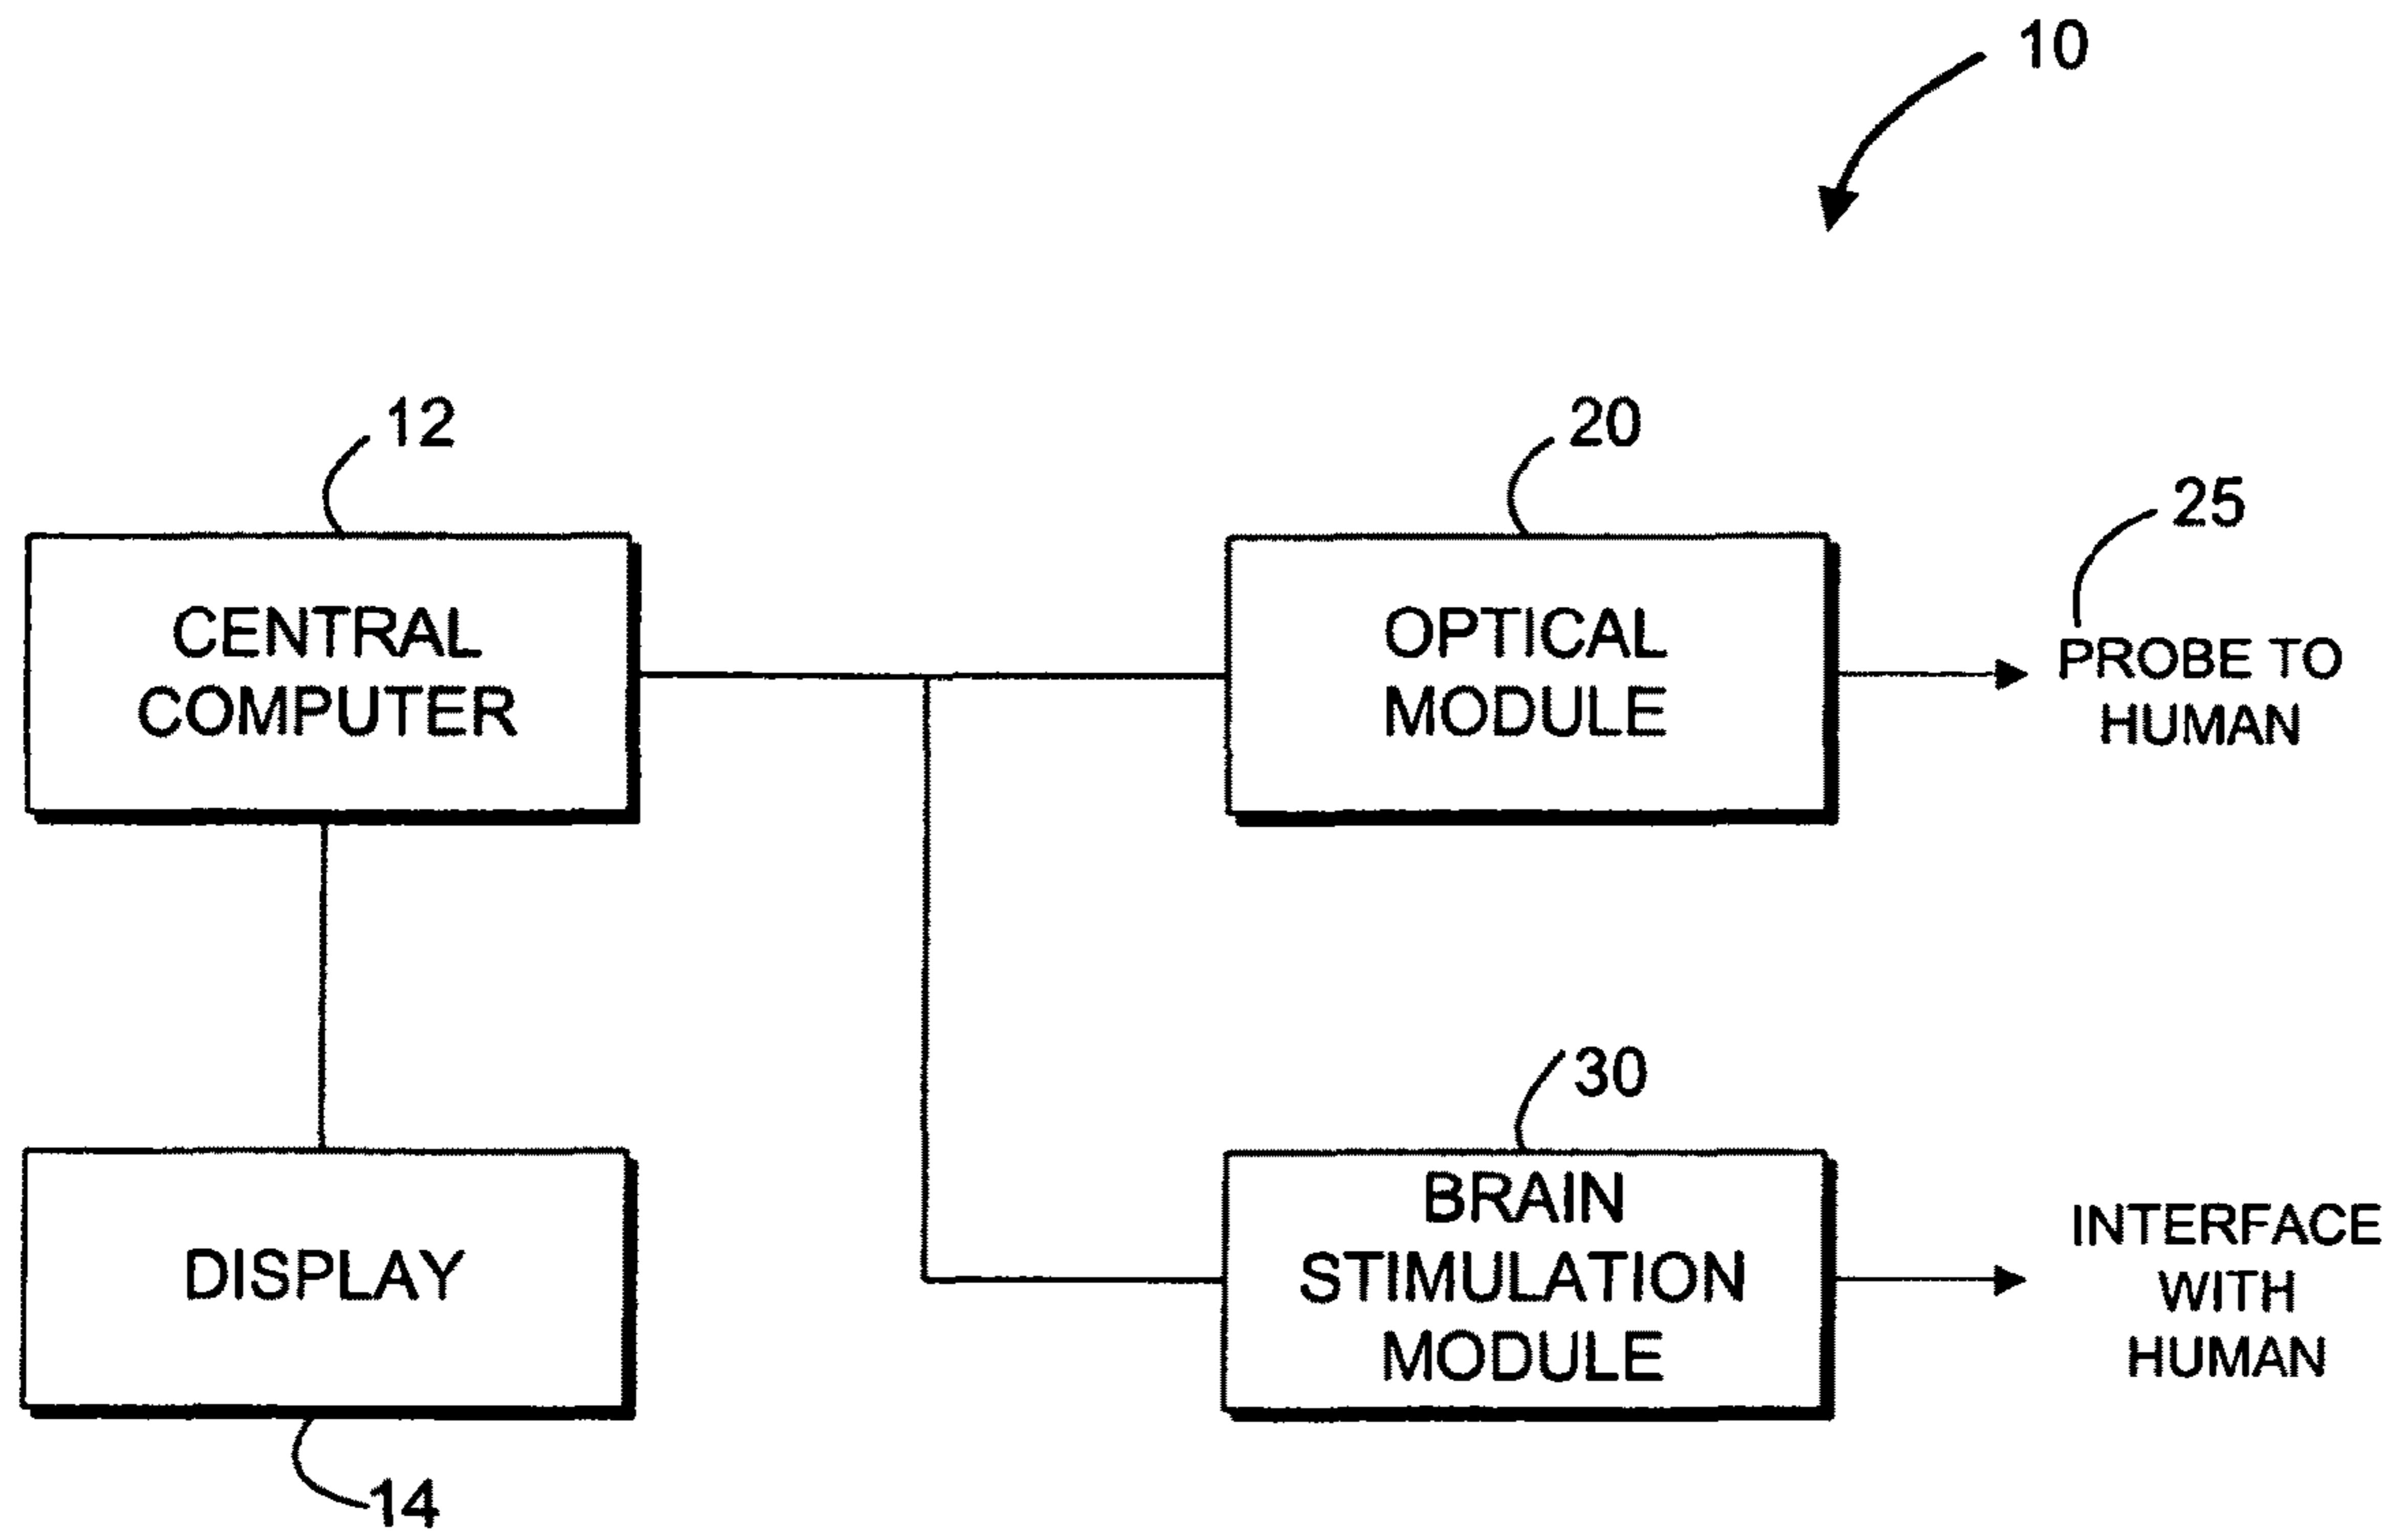 10
12
CENTRAL
COMPUTER
20
OPTICAL
MODULE
25
PROBE TO
HUMAN
DISPLAY
14
30
BRAIN
STIMULATION
MODULE
INTERFACE
WITH
HUMAN